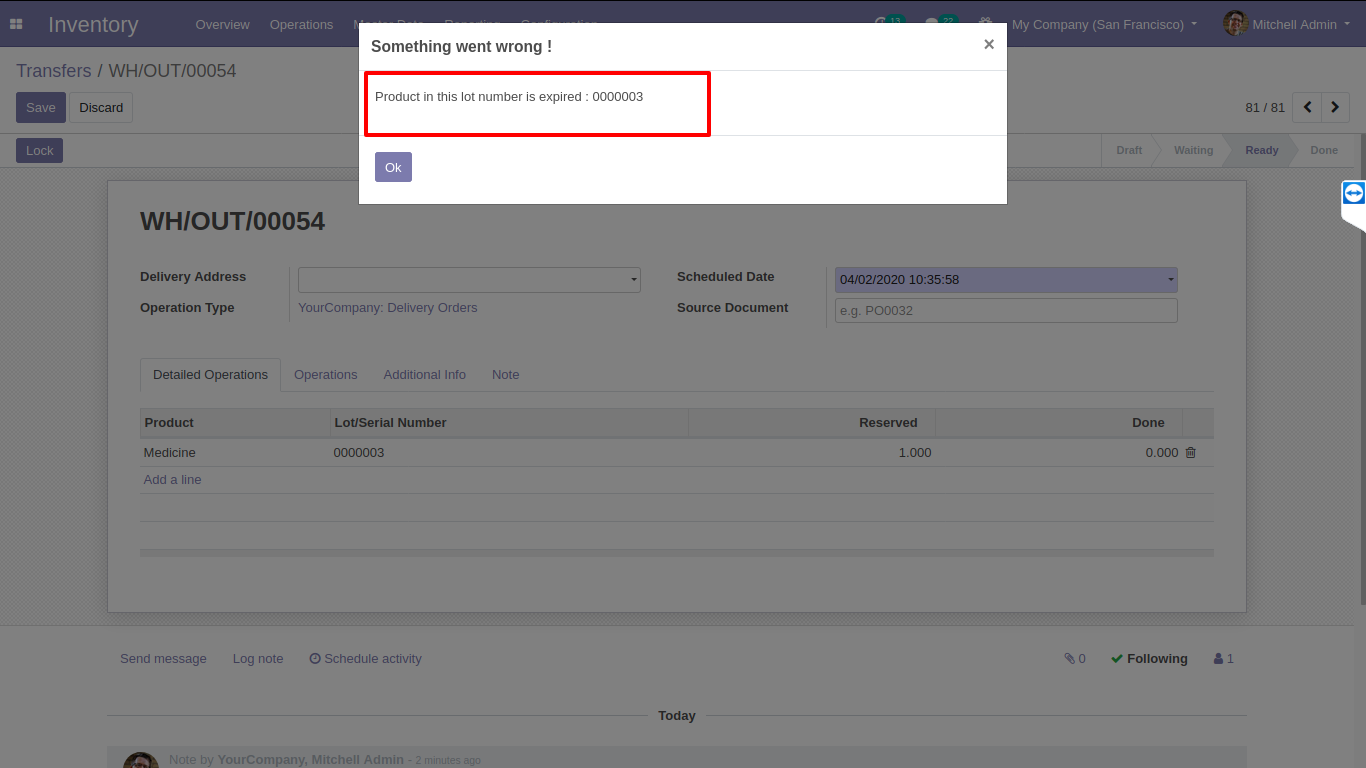 Inventory Overview Operations Master Data Reporting Configuration 13 22 My Company (San Francisco) Mitchell Admin
Something went wrong ! ×
Transfers / WH/OUT/00054
Product in this lot number is expired : 0000003
Save Discard 81 / 81
Lock Draft Waiting Ready Done
Ok
WH/OUT/00054
Delivery Address Scheduled Date 04/02/2020 10:35:58
Operation Type YourCompany: Delivery Orders Source Document e.g. PO0032
Detailed Operations Operations Additional Info Note
Product Lot/Serial Number Reserved Done
Medicine 0000003 1.000 0.000
Add a line
Send message Log note Schedule activity 0 Following 1
Today
Note by YourCompany, Mitchell Admin - 2 minutes ago